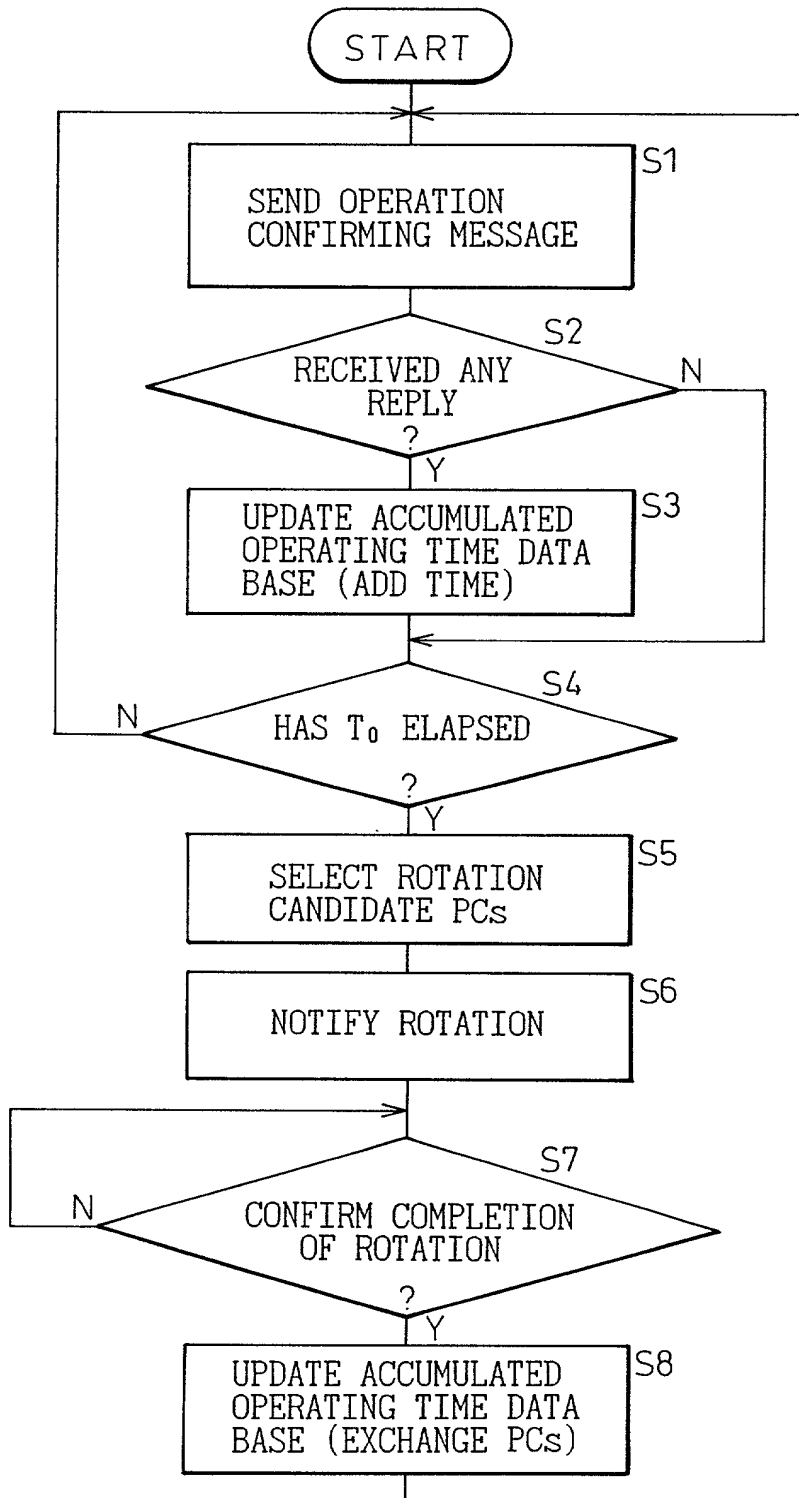 START
S1
SEND OPERATION
CONFIRMING MESSAGE
S2
RECEIVED ANY
REPLY
?
N
Y
S3
UPDATE ACCUMULATED
OPERATING TIME DATA
BASE (ADD TIME)
S4
N
HAS T₀ ELAPSED
?
Y
S5
SELECT ROTATION
CANDIDATE PCs
S6
NOTIFY ROTATION
S7
N
CONFIRM COMPLETION
OF ROTATION
?
Y
S8
UPDATE ACCUMULATED
OPERATING TIME DATA
BASE (EXCHANGE PCs)